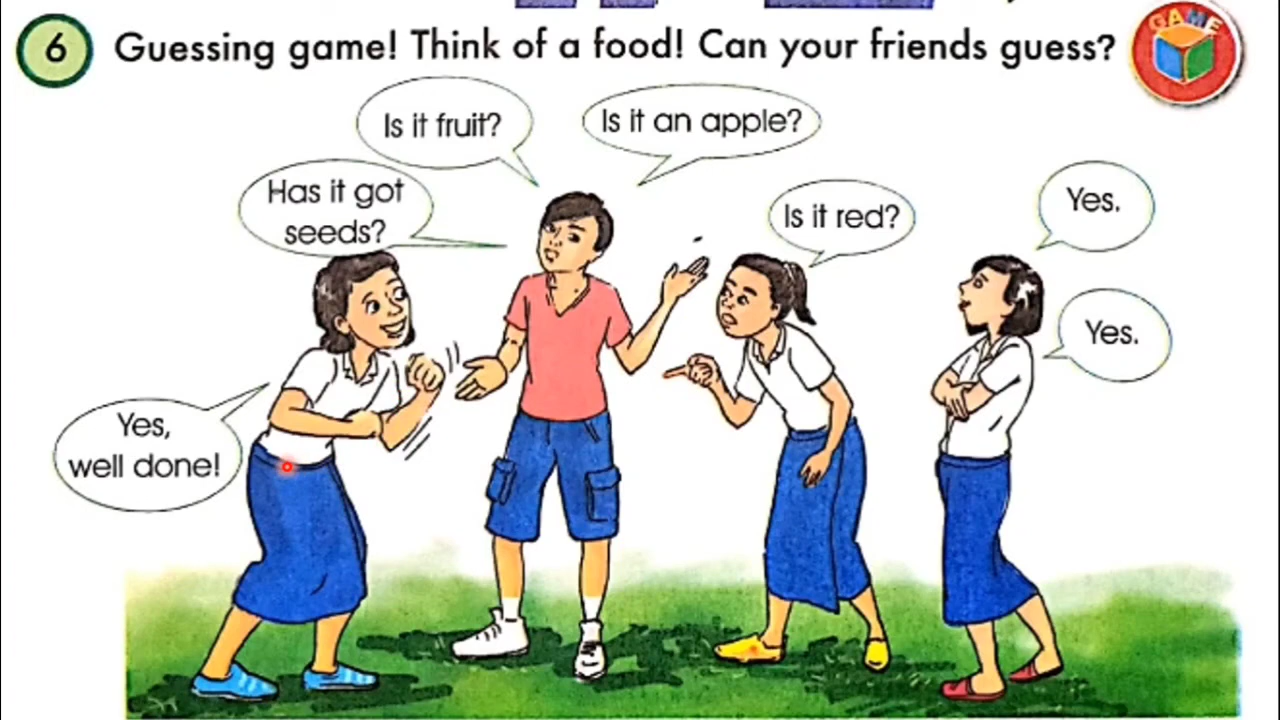 6 Guessing game! Think of a food! Can your friends guess?
GAME
Is it fruit?
Is it an apple?
Has it got
seeds?
Is it red?
Yes.
Yes.
Yes,
well done!